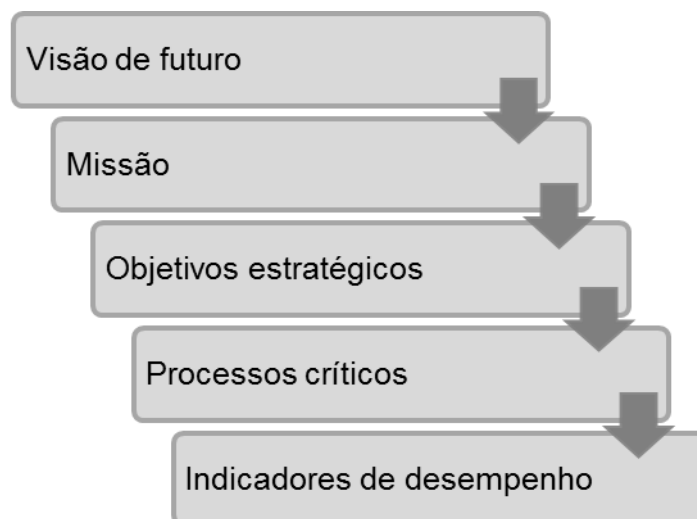 Visão de futuro
Missão
Objetivos estratégicos
Processos críticos
Indicadores de desempenho